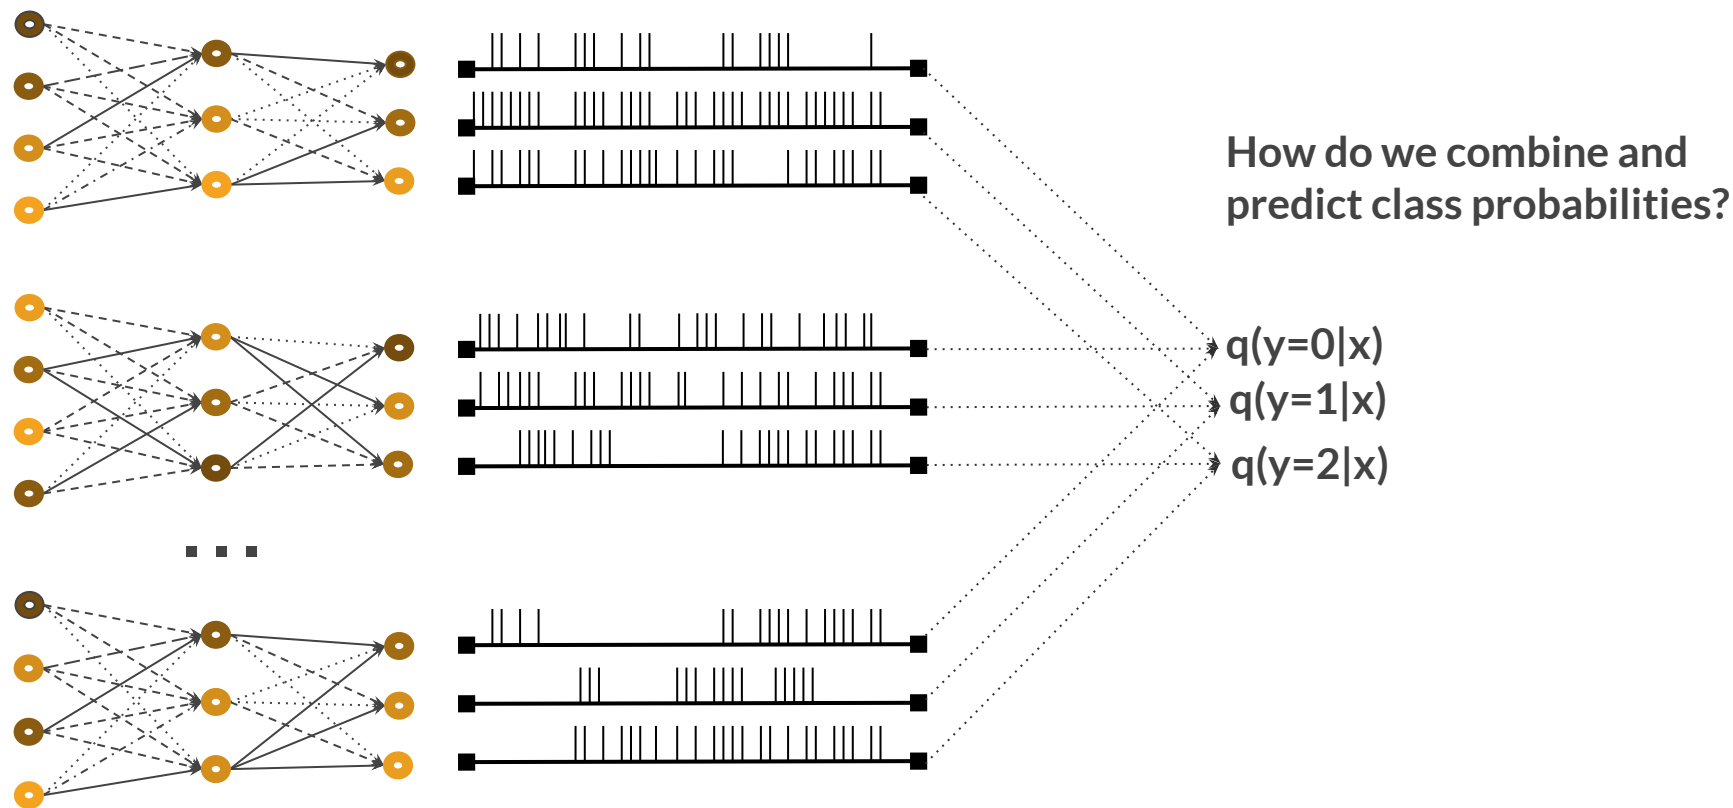 How do we combine and
predict class probabilities?
q(y=0|x)
q(y=1|x)
q(y=2|x)